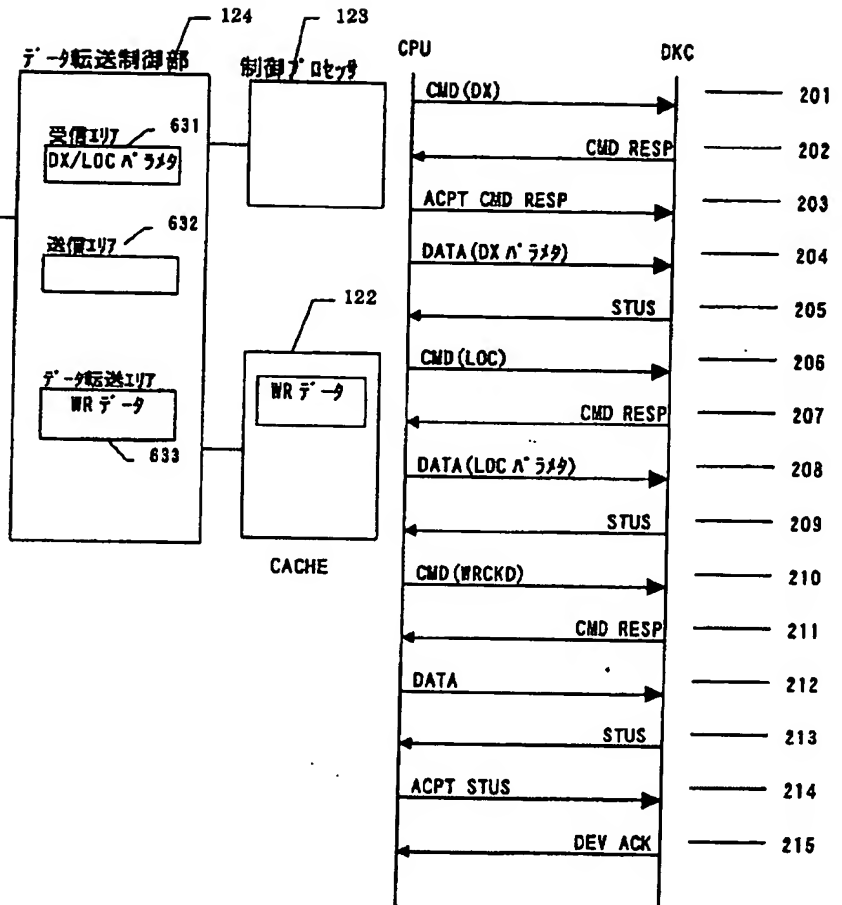 124
データ転送制御部
123
制御プロセッサ
受信エリア
631
DX/LOCパラメタ
送信エリア
632
データ転送エリア
WRデータ
633
122
WRデータ
CACHE
CPU
DKC
CMD(DX)
201
CMD RESP
202
ACPT CMD RESP
203
DATA(DXパラメタ)
204
STUS
205
CMD(LOC)
206
CMD RESP
207
DATA(LOCパラメタ)
208
STUS
209
CMD(WRCKD)
210
CMD RESP
211
DATA
212
STUS
213
ACPT STUS
214
DEV ACK
215